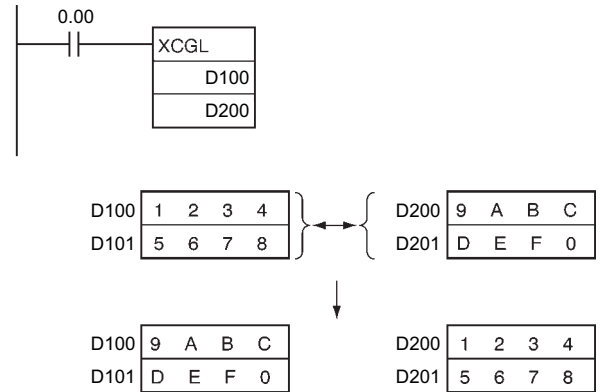 0.00
XCGL
D100
D200
D100 1 2 3 4 D200 9 A B C
D101 5 6 7 8 D201 D E F 0
D100 9 A B C D200 1 2 3 4
D101 D E F 0 D201 5 6 7 8